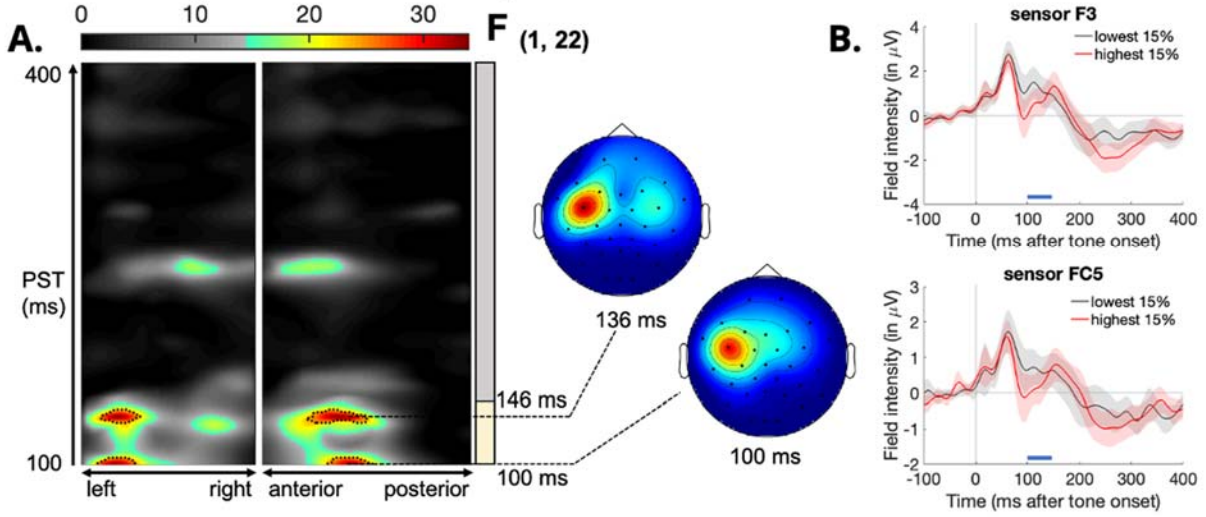 A.
0 10 20 30
F (1, 22)
400
PST
(ms)
100
left right
anterior posterior
146 ms
100 ms
136 ms
100 ms
B.
sensor F3
lowest 15%
highest 15%
Field intensity (in μV)
4
2
0
-2
-4
-100 0 100 200 300 400
Time (ms after tone onset)
sensor FC5
lowest 15%
highest 15%
Field intensity (in μV)
3
2
1
0
-1
-2
-100 0 100 200 300 400
Time (ms after tone onset)